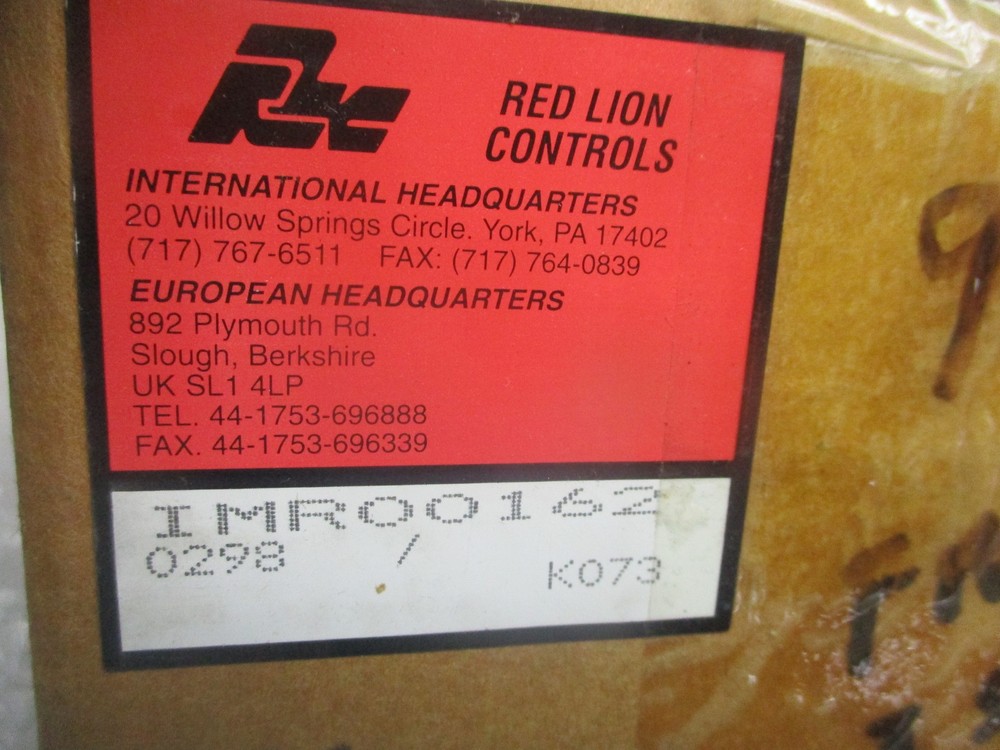 RLC
RED LION
CONTROLS
INTERNATIONAL HEADQUARTERS
20 Willow Springs Circle. York, PA 17402
(717) 767-6511 FAX: (717) 764-0839
EUROPEAN HEADQUARTERS
892 Plymouth Rd.
Slough, Berkshire
UK SL1 4LP
TEL. 44-1753-696888
FAX. 44-1753-696339
IMR00162
0298 / K073
9